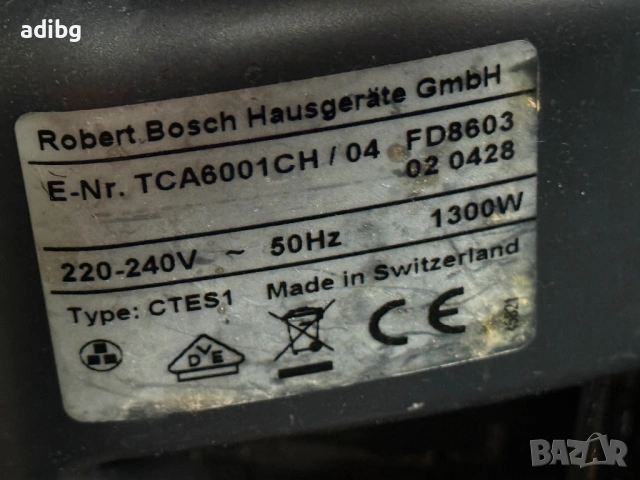 adibg
Robert Bosch Hausgeräte GmbH
E-Nr. TCA6001CH / 04 FD8603
02 0428
220-240V ~ 50Hz 1300W
Type: CTES1 Made in Switzerland
DVE
CE
BAZAR